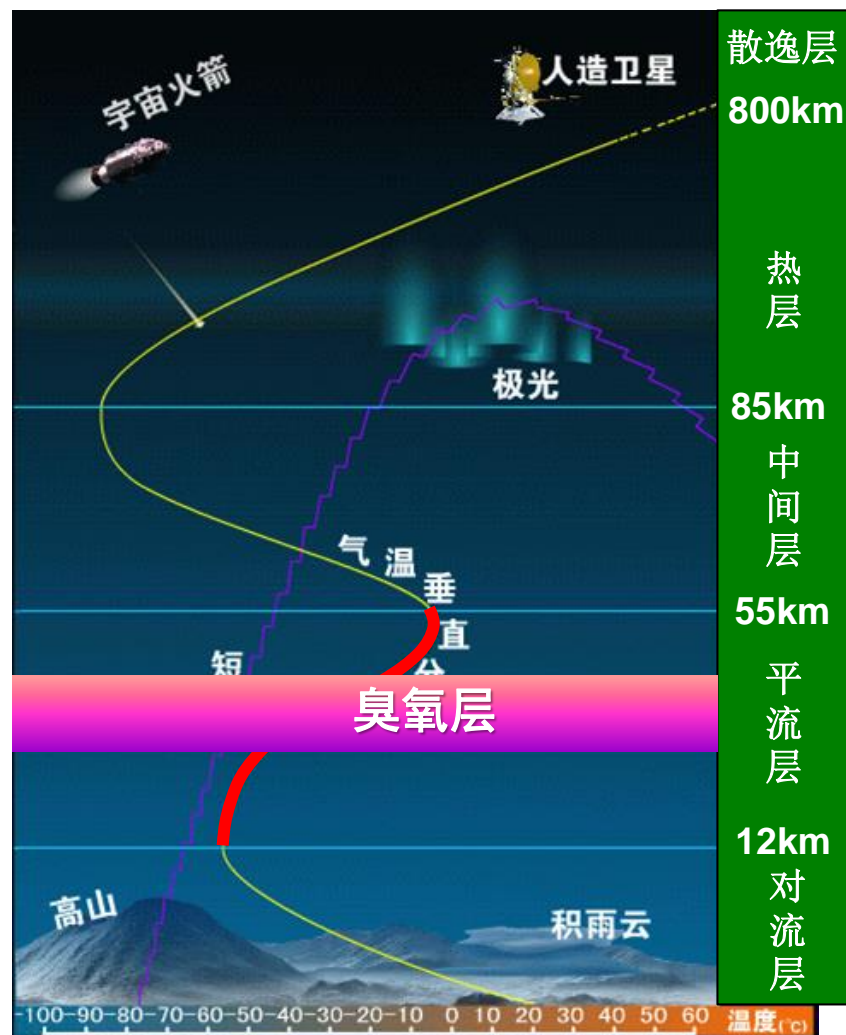 宇宙火箭
人造卫星
极光
气温垂直分
短
臭氧层
高山
积雨云
散逸层
800km
热层
85km
中间层
55km
平流层
12km
对流层
-100-90-80-70-60-50-40-30-20-10 0 10 20 30 40 50 60 温度(℃)